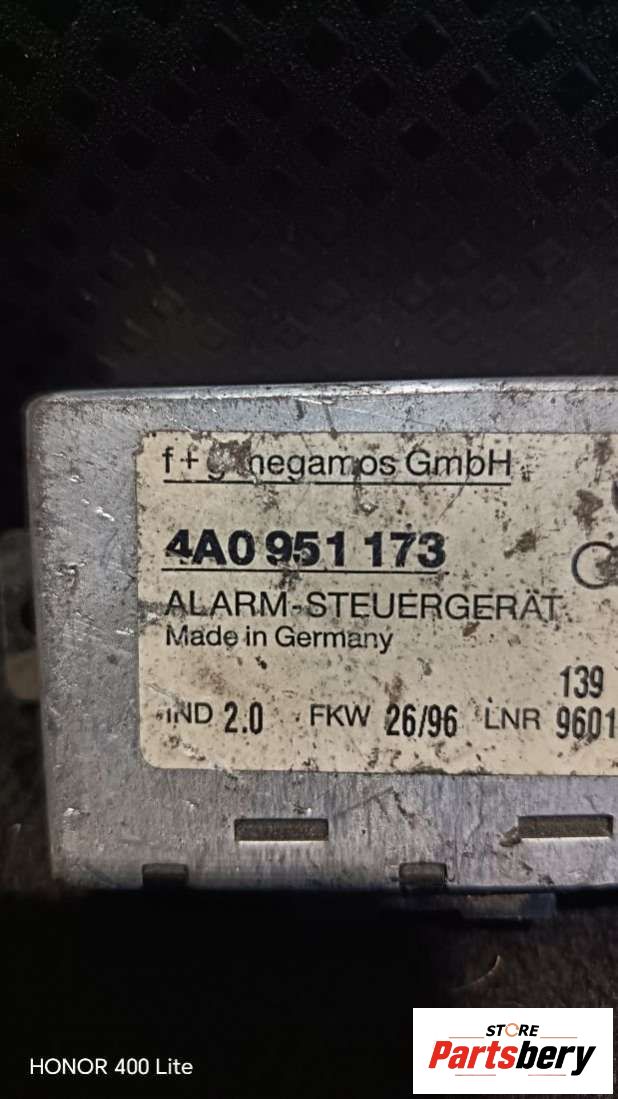 f + g megamos GmbH
4A0 951 173
ALARM-STEUERGERÄT
Made in Germany
139
IND 2.0 FKW 26/96 LNR 9601
HONOR 400 Lite
STORE
Partsbery